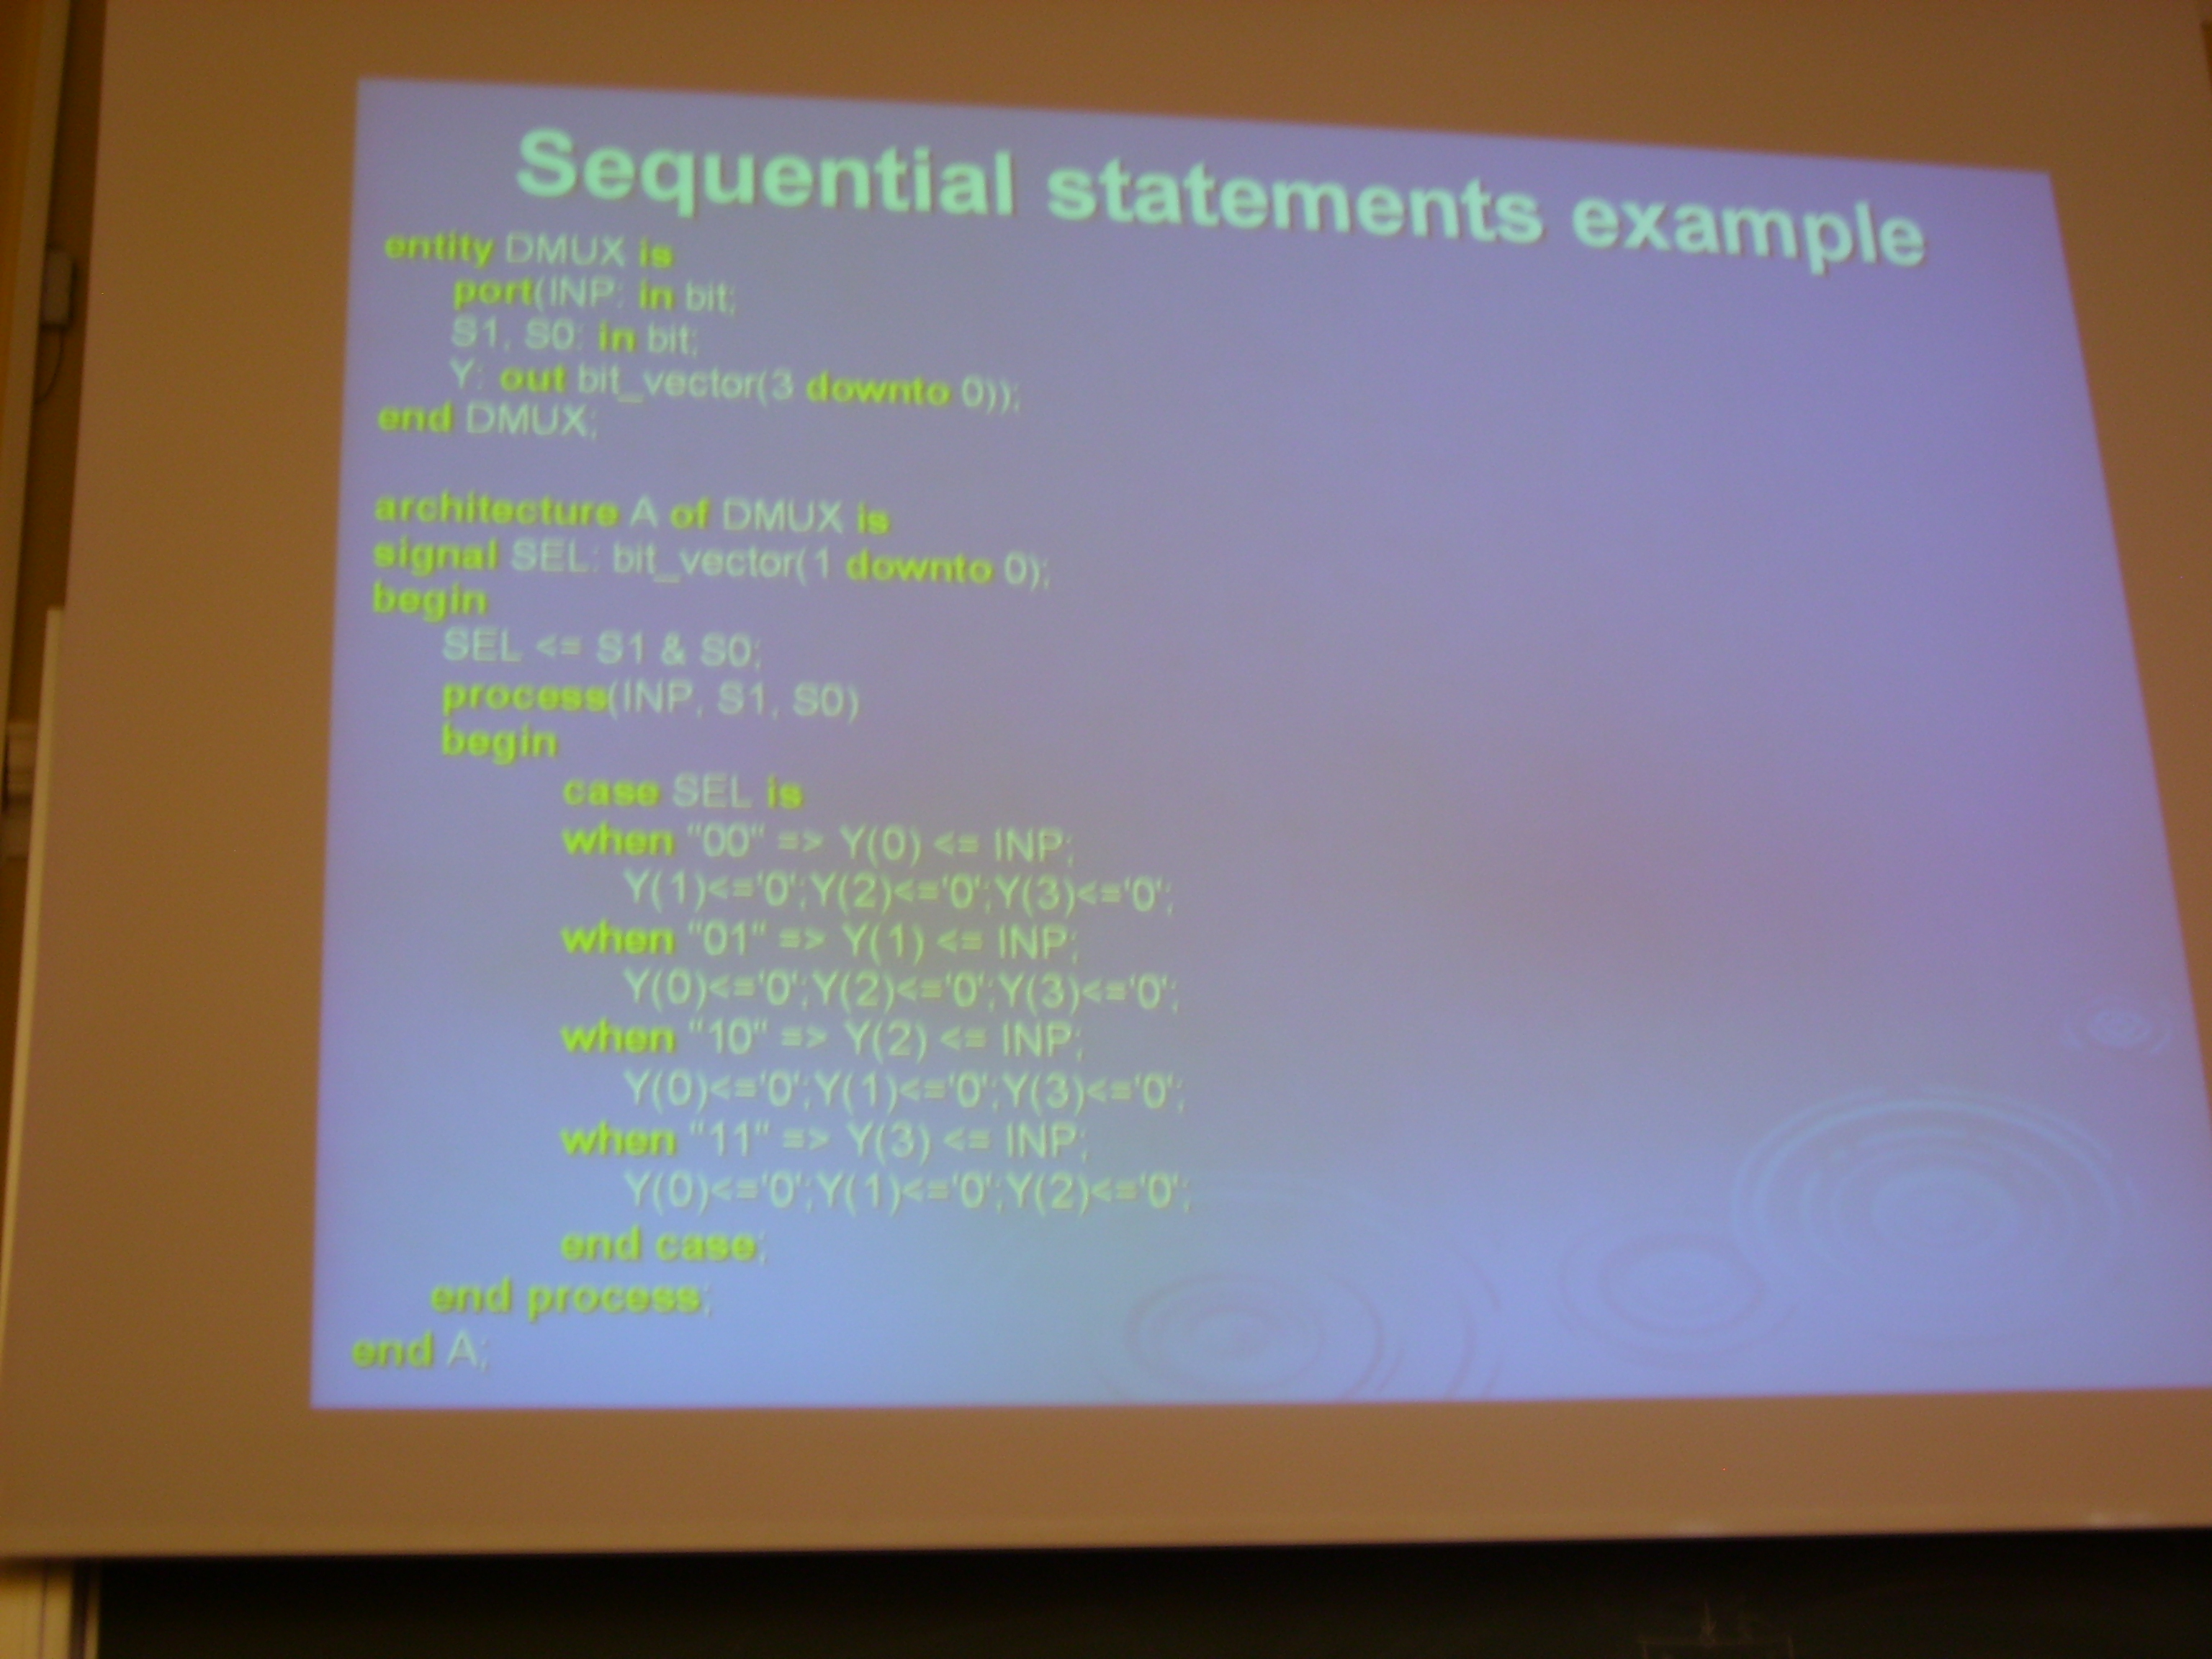 Sequential statements example
entity DMUX is
port(INP: in bit;
S1, S0: in bit;
Y: out bit_vector(3 downto 0));
end DMUX;
architecture A of DMUX is
signal SEL: bit_vector(1 downto 0);
begin
SEL <= S1 & S0;
process(INP, S1, S0)
begin
case SEL is
when "00" => Y(0) <= INP;
Y(1)<='0';Y(2)<='0';Y(3)<='0';
when "01" => Y(1) <= INP;
Y(0)<='0';Y(2)<='0';Y(3)<='0';
when "10" => Y(2) <= INP;
Y(0)<='0';Y(1)<='0';Y(3)<='0';
when "11" => Y(3) <= INP;
Y(0)<='0';Y(1)<='0';Y(2)<='0';
end case;
end process;
end A;